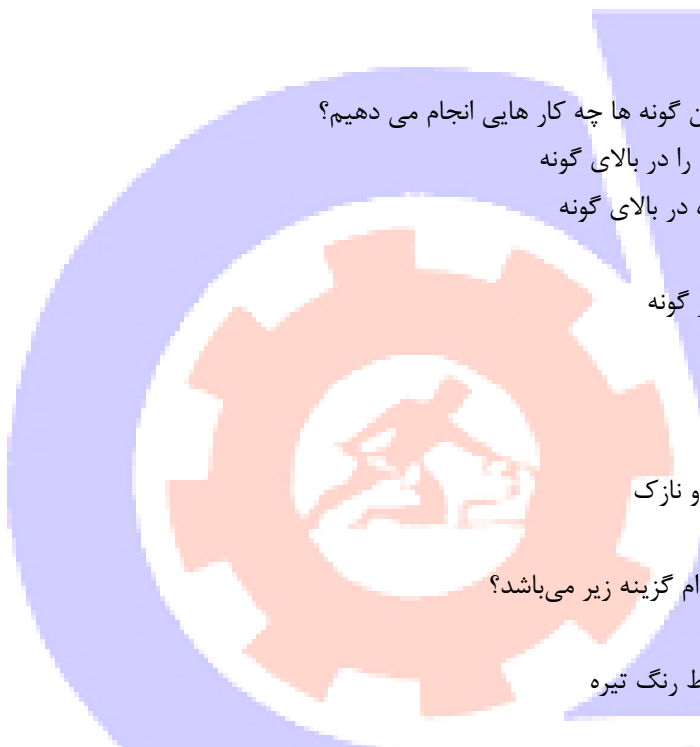 گونه ها چه کار هایی انجام می دهیم؟
را در بالای گونه
در بالای گونه
گونه
و نازک
گزینه زیر می‌باشد؟
رنگ تیره